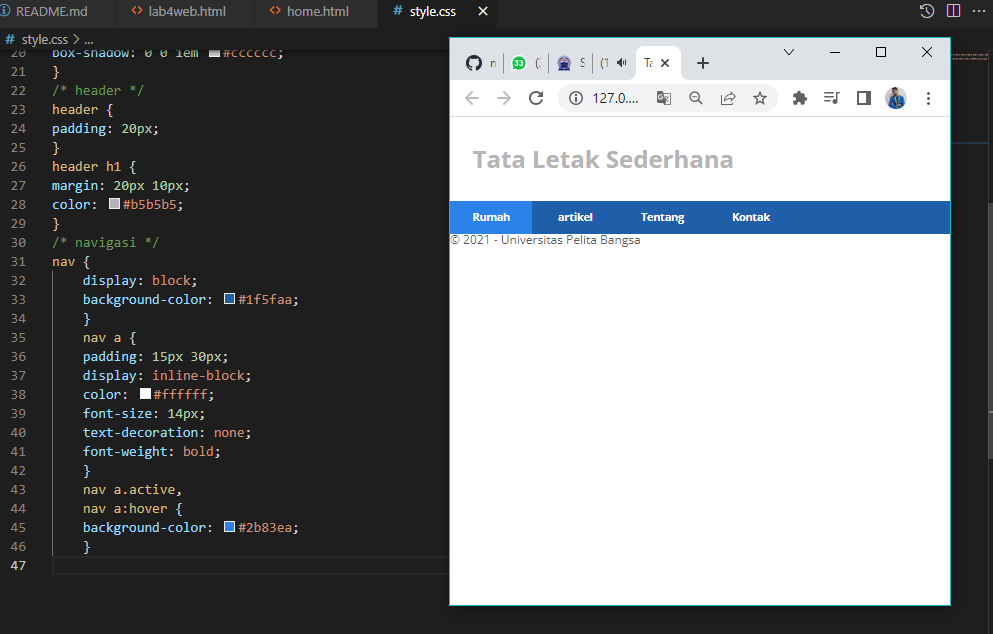 README.md lab4web.html home.html # style.css
# style.css > ...
20 box-shadow: 0 0 1em #cccccc;
21 }
22 /* header */
23 header {
24 padding: 20px;
25 }
26 header h1 {
27 margin: 20px 10px;
28 color: #b5b5b5;
29 }
30 /* navigasi */
31 nav {
32 display: block;
33 background-color: #1f5faa;
34 }
35 nav a {
36 padding: 15px 30px;
37 display: inline-block;
38 color: #ffffff;
39 font-size: 14px;
40 text-decoration: none;
41 font-weight: bold;
42 }
43 nav a.active,
44 nav a:hover {
45 background-color: #2b83ea;
46 }
47
33 (1 Ta
127.0....
Tata Letak Sederhana
Rumah artikel Tentang Kontak
© 2021 - Universitas Pelita Bangsa